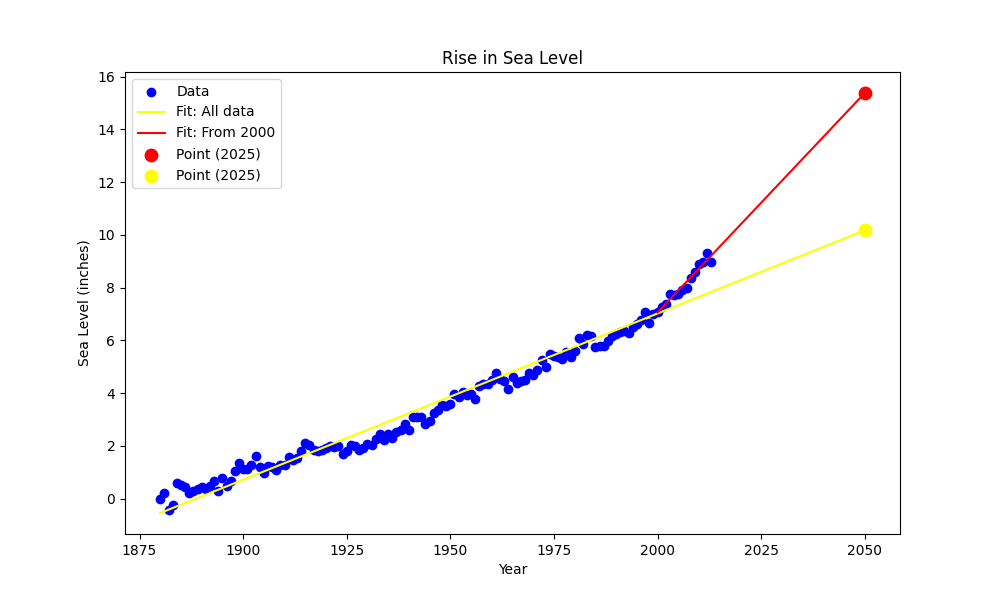 Rise in Sea Level
Data
Fit: All data
Fit: From 2000
Point (2025)
Point (2025)
Sea Level (inches)
16
14
12
10
8
6
4
2
0
1875 1900 1925 1950 1975 2000 2025 2050
Year